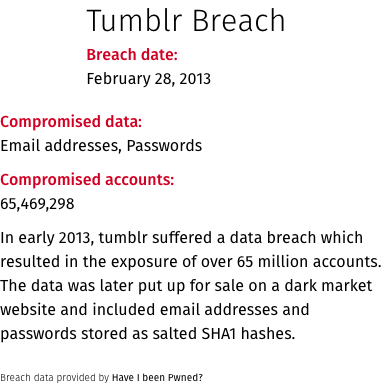 Tumblr Breach
Breach date:
February 28, 2013
Compromised data:
Email addresses, Passwords
Compromised accounts:
65,469,298
In early 2013, tumblr suffered a data breach which
resulted in the exposure of over 65 million accounts.
The data was later put up for sale on a dark market
website and included email addresses and
passwords stored as salted SHA1 hashes.
Breach data provided by Have I been Pwned?